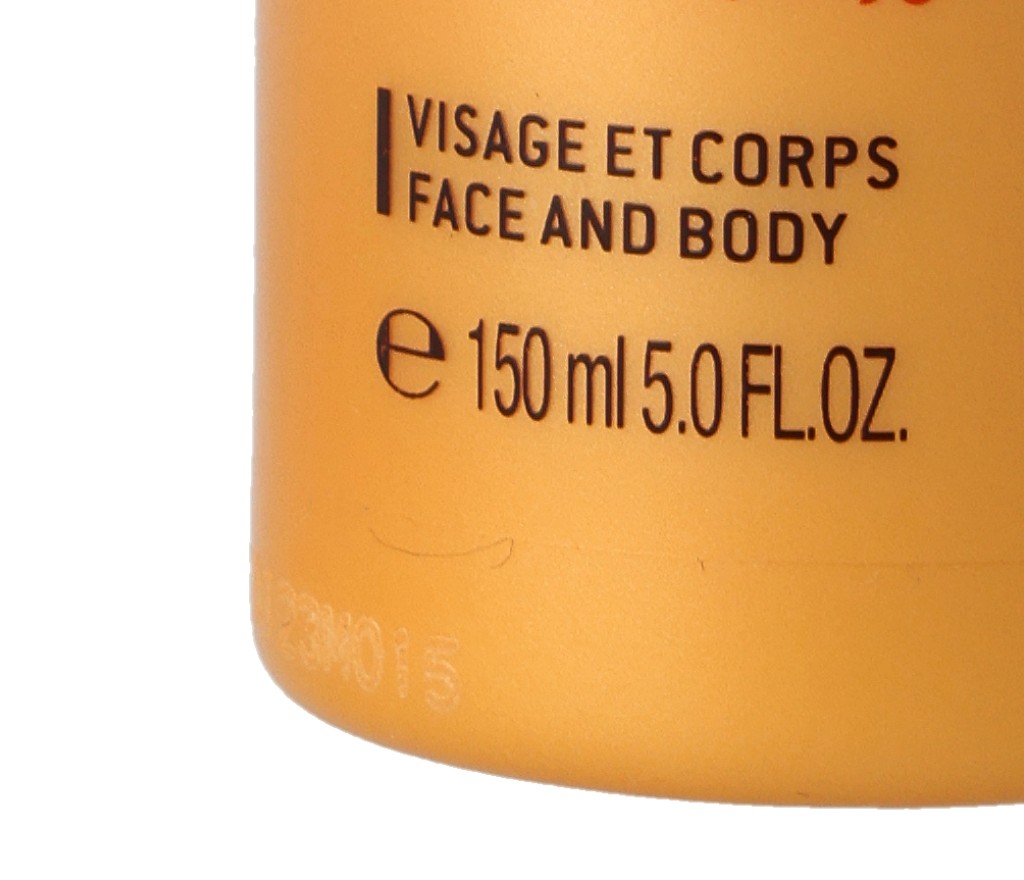 VISAGE ET CORPS
FACE AND BODY
e 150 ml 5.0 FL.OZ.